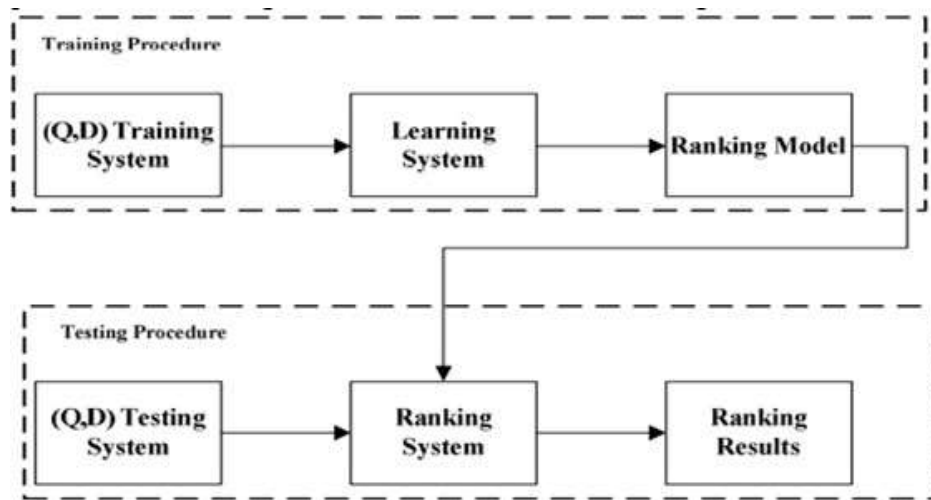 Training Procedure
(Q,D) Training
System
Learning
System
Ranking Model
Testing Procedure
(Q,D) Testing
System
Ranking
System
Ranking
Results